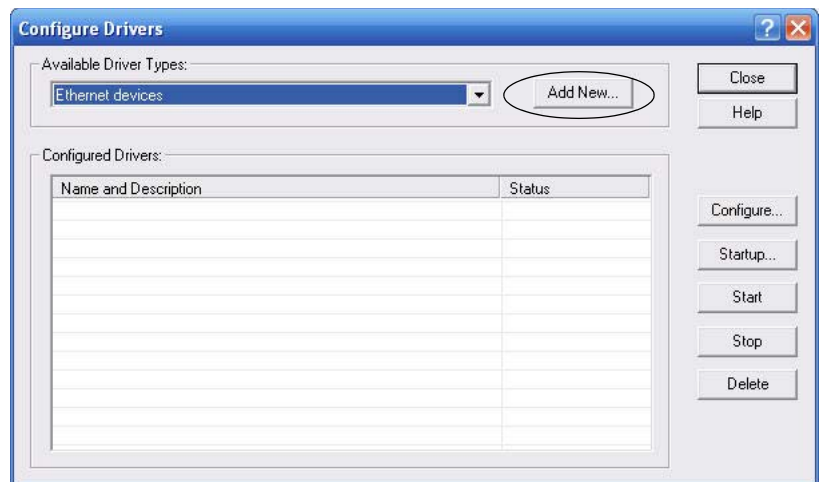 Configure Drivers
Available Driver Types:
Ethernet devices
Add New...
Close
Help
Configured Drivers:
Name and Description Status
Configure...
Startup...
Start
Stop
Delete